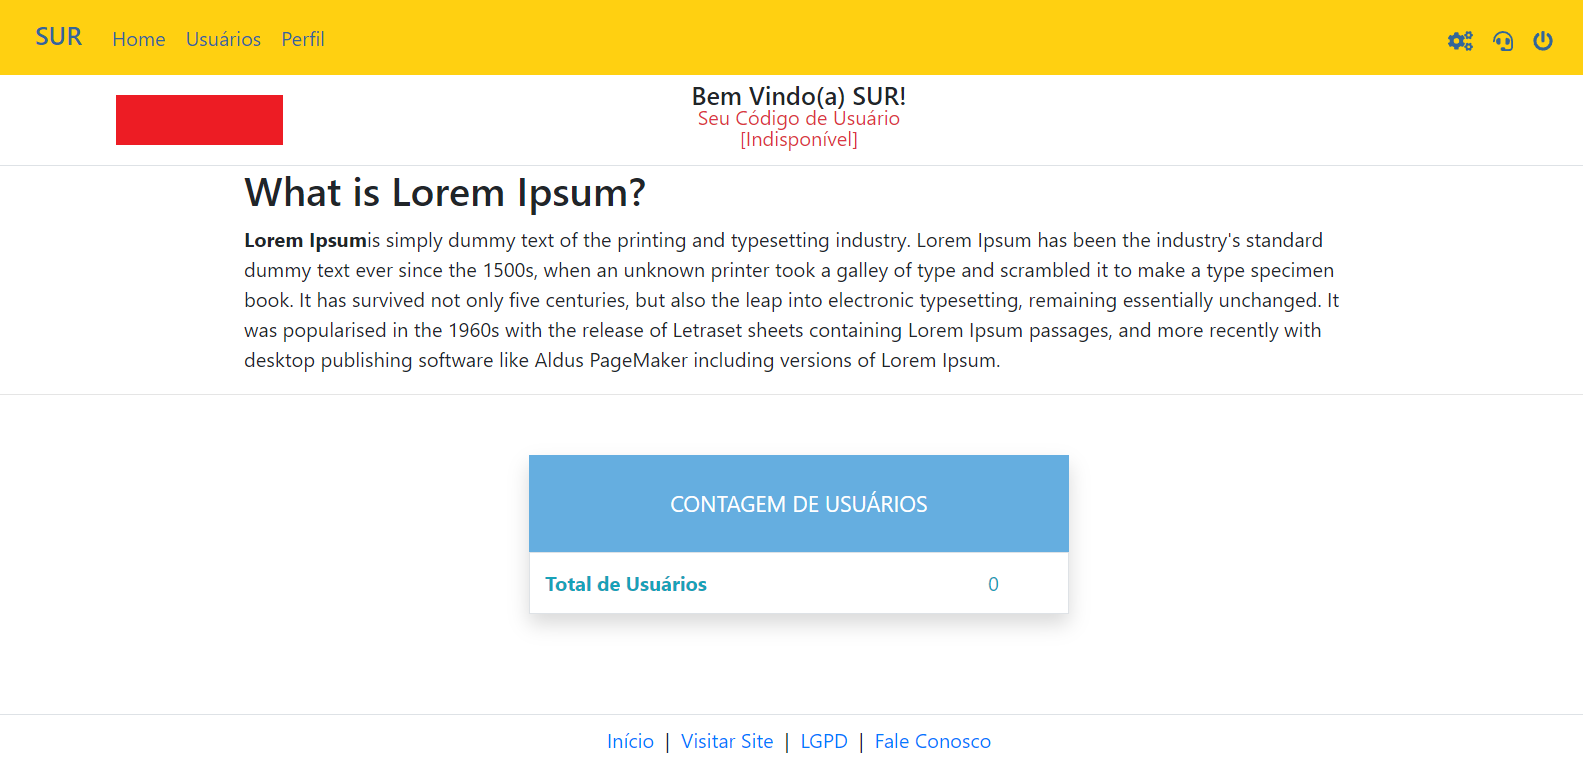 SUR Home Usuários Perfil
Bem Vindo(a) SUR!
Seu Código de Usuário
[Indisponível]
What is Lorem Ipsum?
Lorem Ipsumis simply dummy text of the printing and typesetting industry. Lorem Ipsum has been the industry's standard
dummy text ever since the 1500s, when an unknown printer took a galley of type and scrambled it to make a type specimen
book. It has survived not only five centuries, but also the leap into electronic typesetting, remaining essentially unchanged. It
was popularised in the 1960s with the release of Letraset sheets containing Lorem Ipsum passages, and more recently with
desktop publishing software like Aldus PageMaker including versions of Lorem Ipsum.
CONTAGEM DE USUÁRIOS
Total de Usuários 0
Início | Visitar Site | LGPD | Fale Conosco